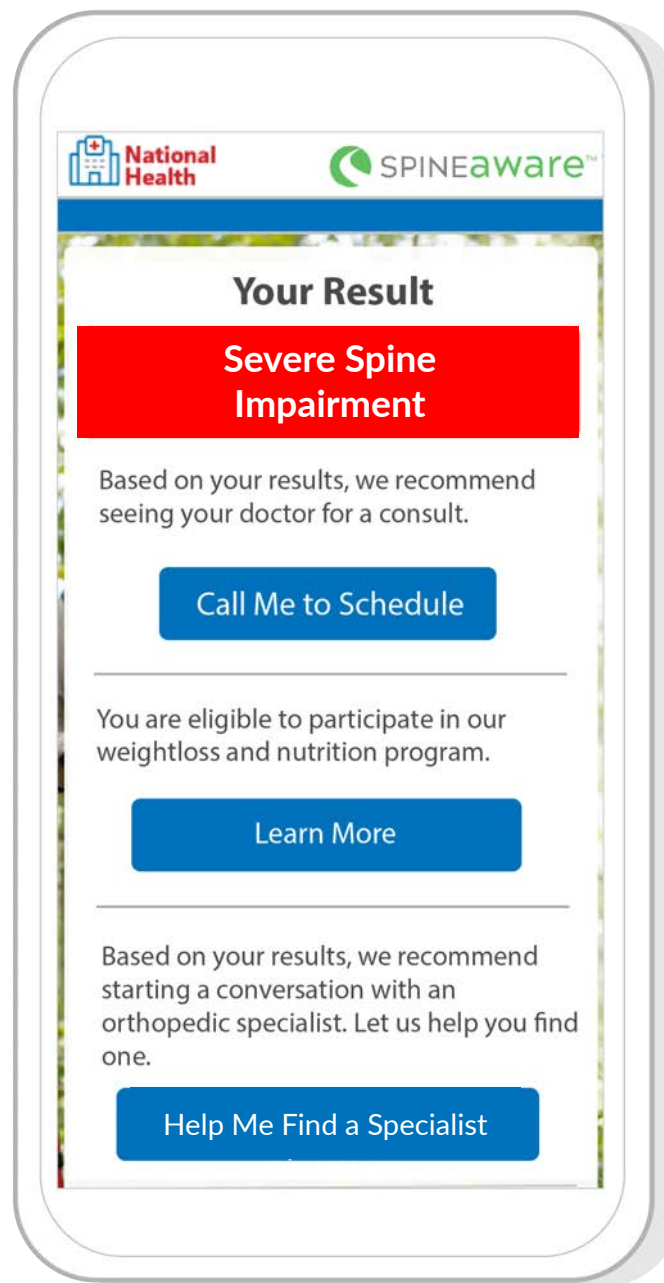 National
Health
SPINEaware™
Your Result
Severe Spine
Impairment
Based on your results, we recommend
seeing your doctor for a consult.
Call Me to Schedule
You are eligible to participate in our
weightloss and nutrition program.
Learn More
Based on your results, we recommend
starting a conversation with an
orthopedic specialist. Let us help you find
one.
Help Me Find a Specialist